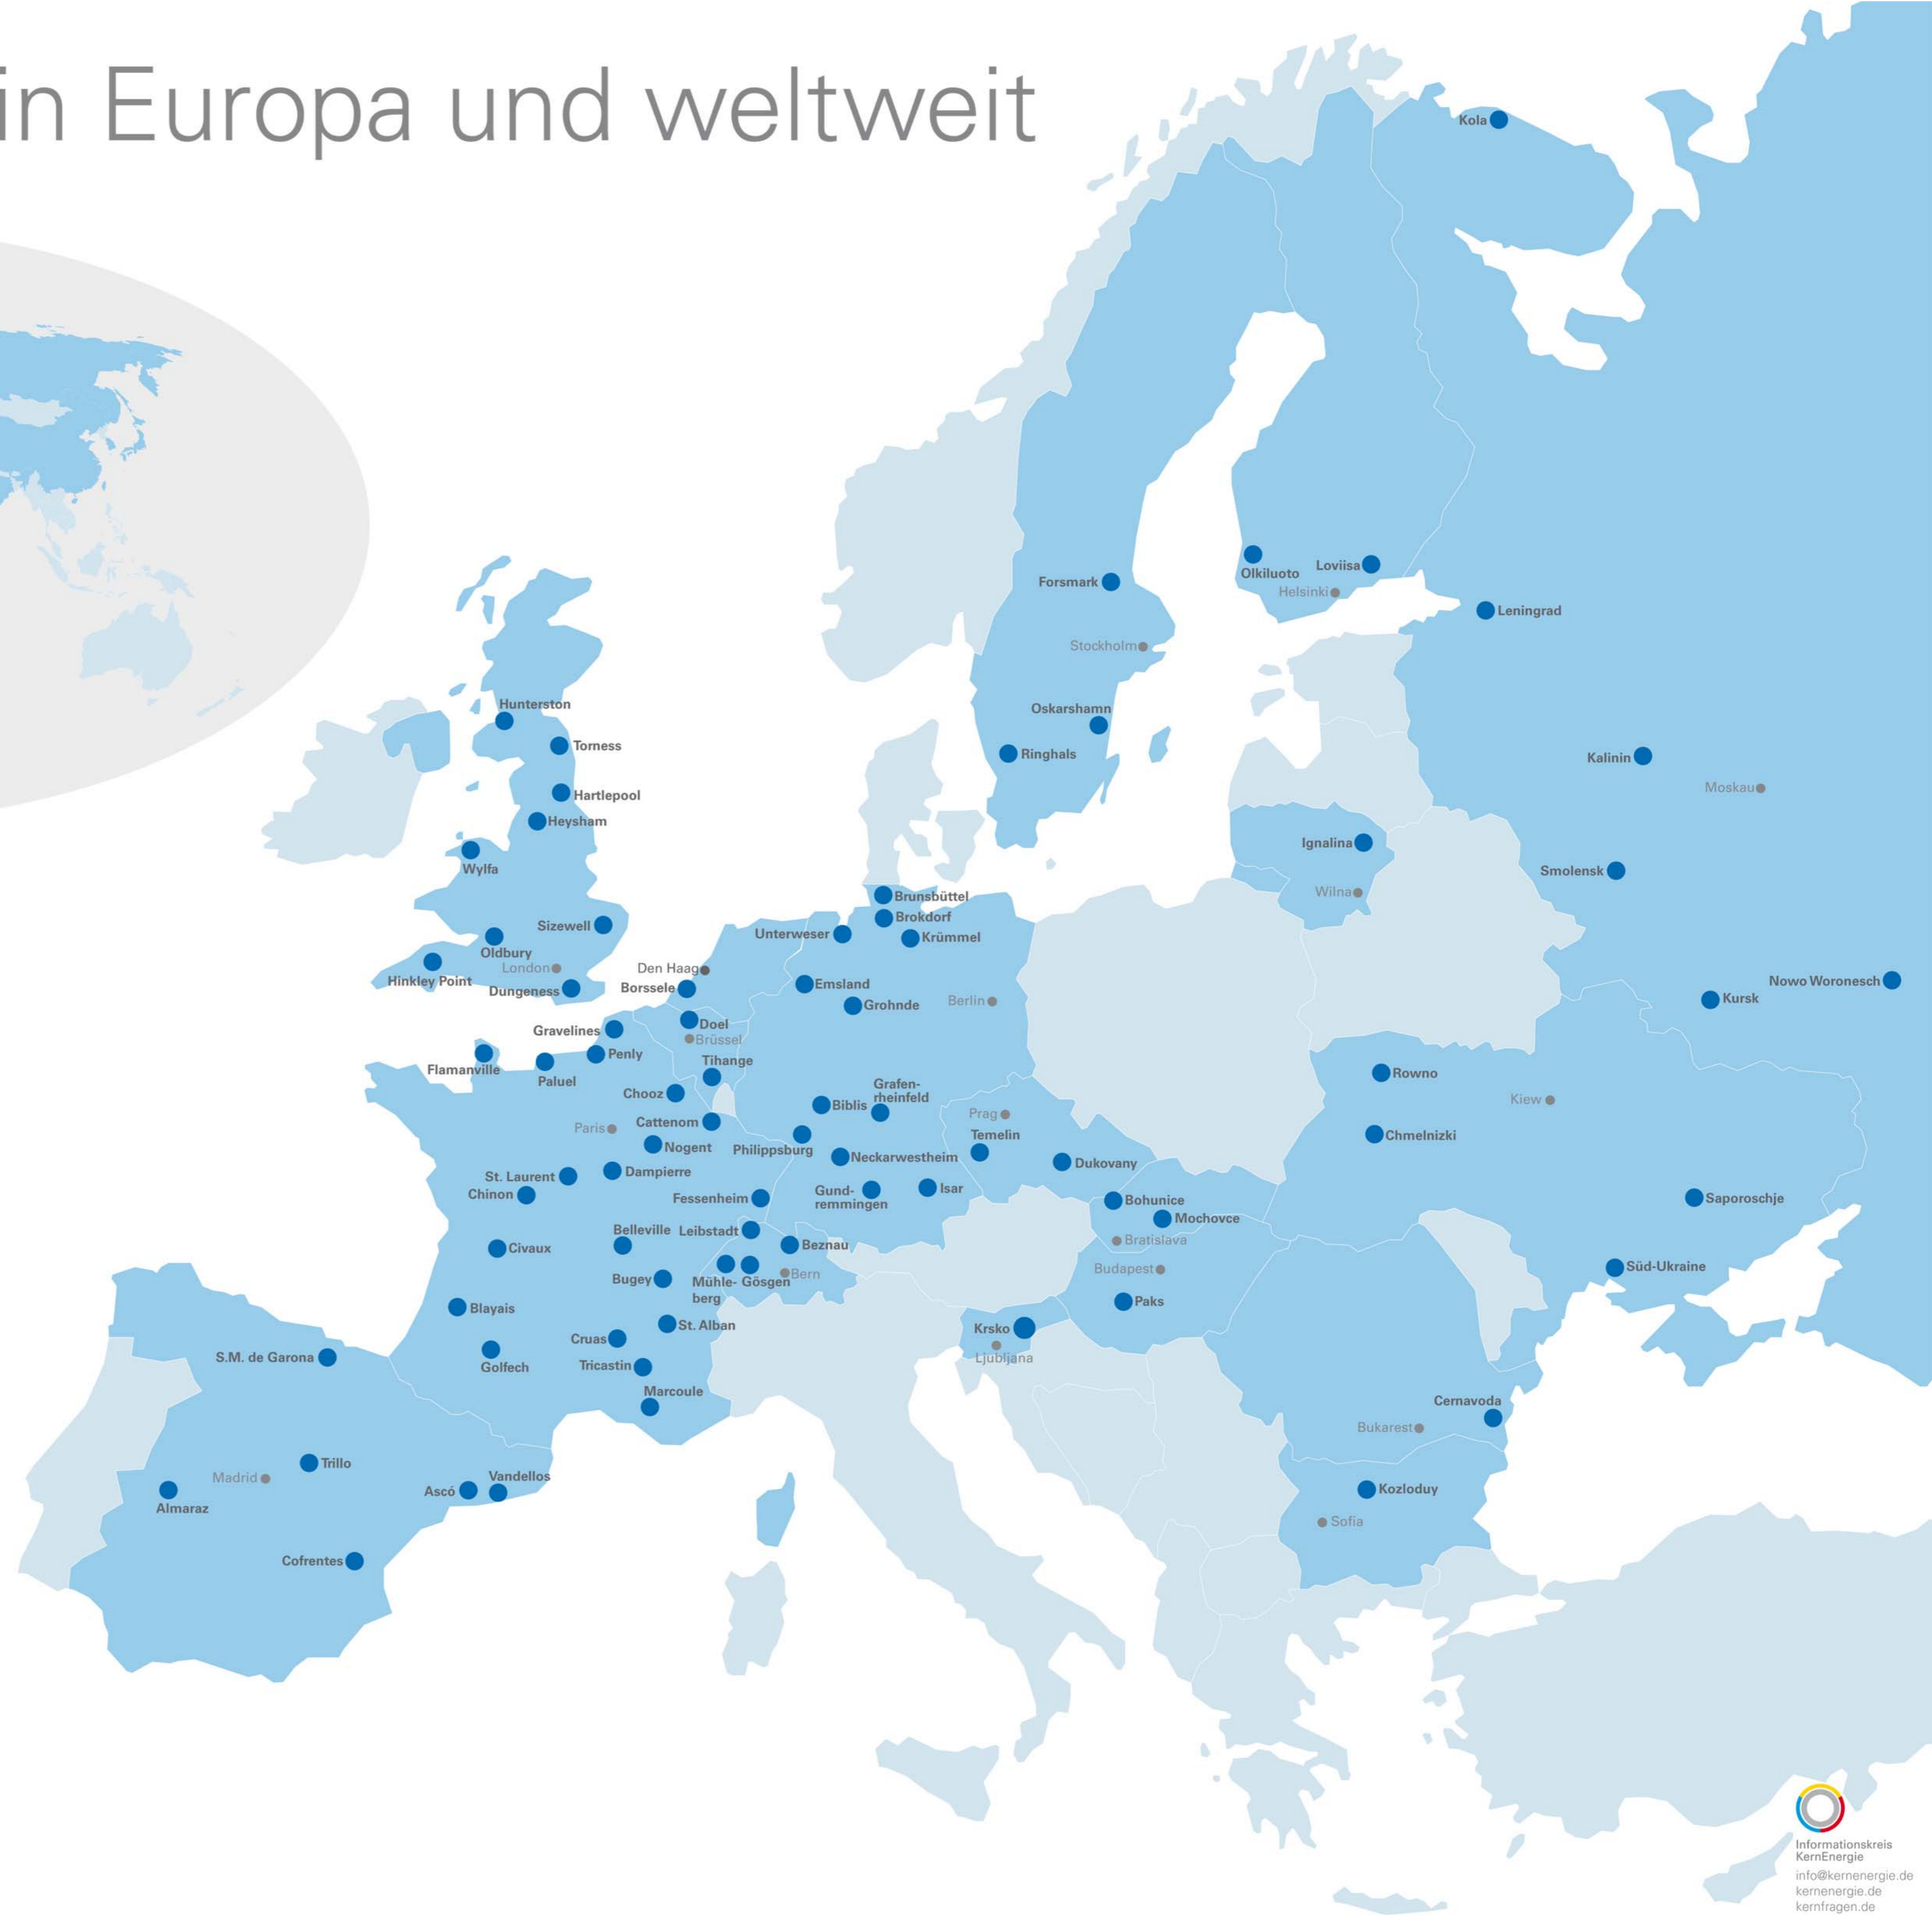 in Europa und weltweit
Kola
Olkiluoto
Loviisa
Helsinki
Forsmark
Leningrad
Stockholm
Oskarshamn
Ringhals
Hunterston
Torness
Hartlepool
Heysham
Wylfa
Sizewell
Oldbury
London
Hinkley Point
Dungeness
Kalinin
Moskau
Ignalina
Wilna
Smolensk
Nowo Woronesch
Kursk
Brunsbüttel
Brokdorf
Krümmel
Unterweser
Den Haag
Borssele
Emsland
Grohnde
Berlin
Doel
Brüssel
Tihange
Gravelines
Penly
Flamanville
Paluel
Chooz
Cattenom
Paris
Nogent
Dampierre
St. Laurent
Chinon
Grafen-
rheinfeld
Biblis
Philippsburg
Neckarwestheim
Gund-
remmingen
Isar
Fessenheim
Prag
Temelin
Dukovany
Bohunice
Mochovce
Bratislava
Budapest
Paks
Rowno
Kiew
Chmelnizki
Saporoschje
Süd-Ukraine
Belleville
Leibstadt
Beznau
Civaux
Bugey
Mühle-
berg
Gösgen
Bern
Blayais
St. Alban
Cruas
Golfech
Tricastin
Marcoule
Krsko
Ljubljana
S.M. de Garona
Trillo
Madrid
Almaraz
Ascó
Vandellos
Cofrentes
Cernavoda
Bukarest
Kozloduy
Sofia
Informationskreis
KernEnergie
info@kernenergie.de
kernenergie.de
kernfragen.de